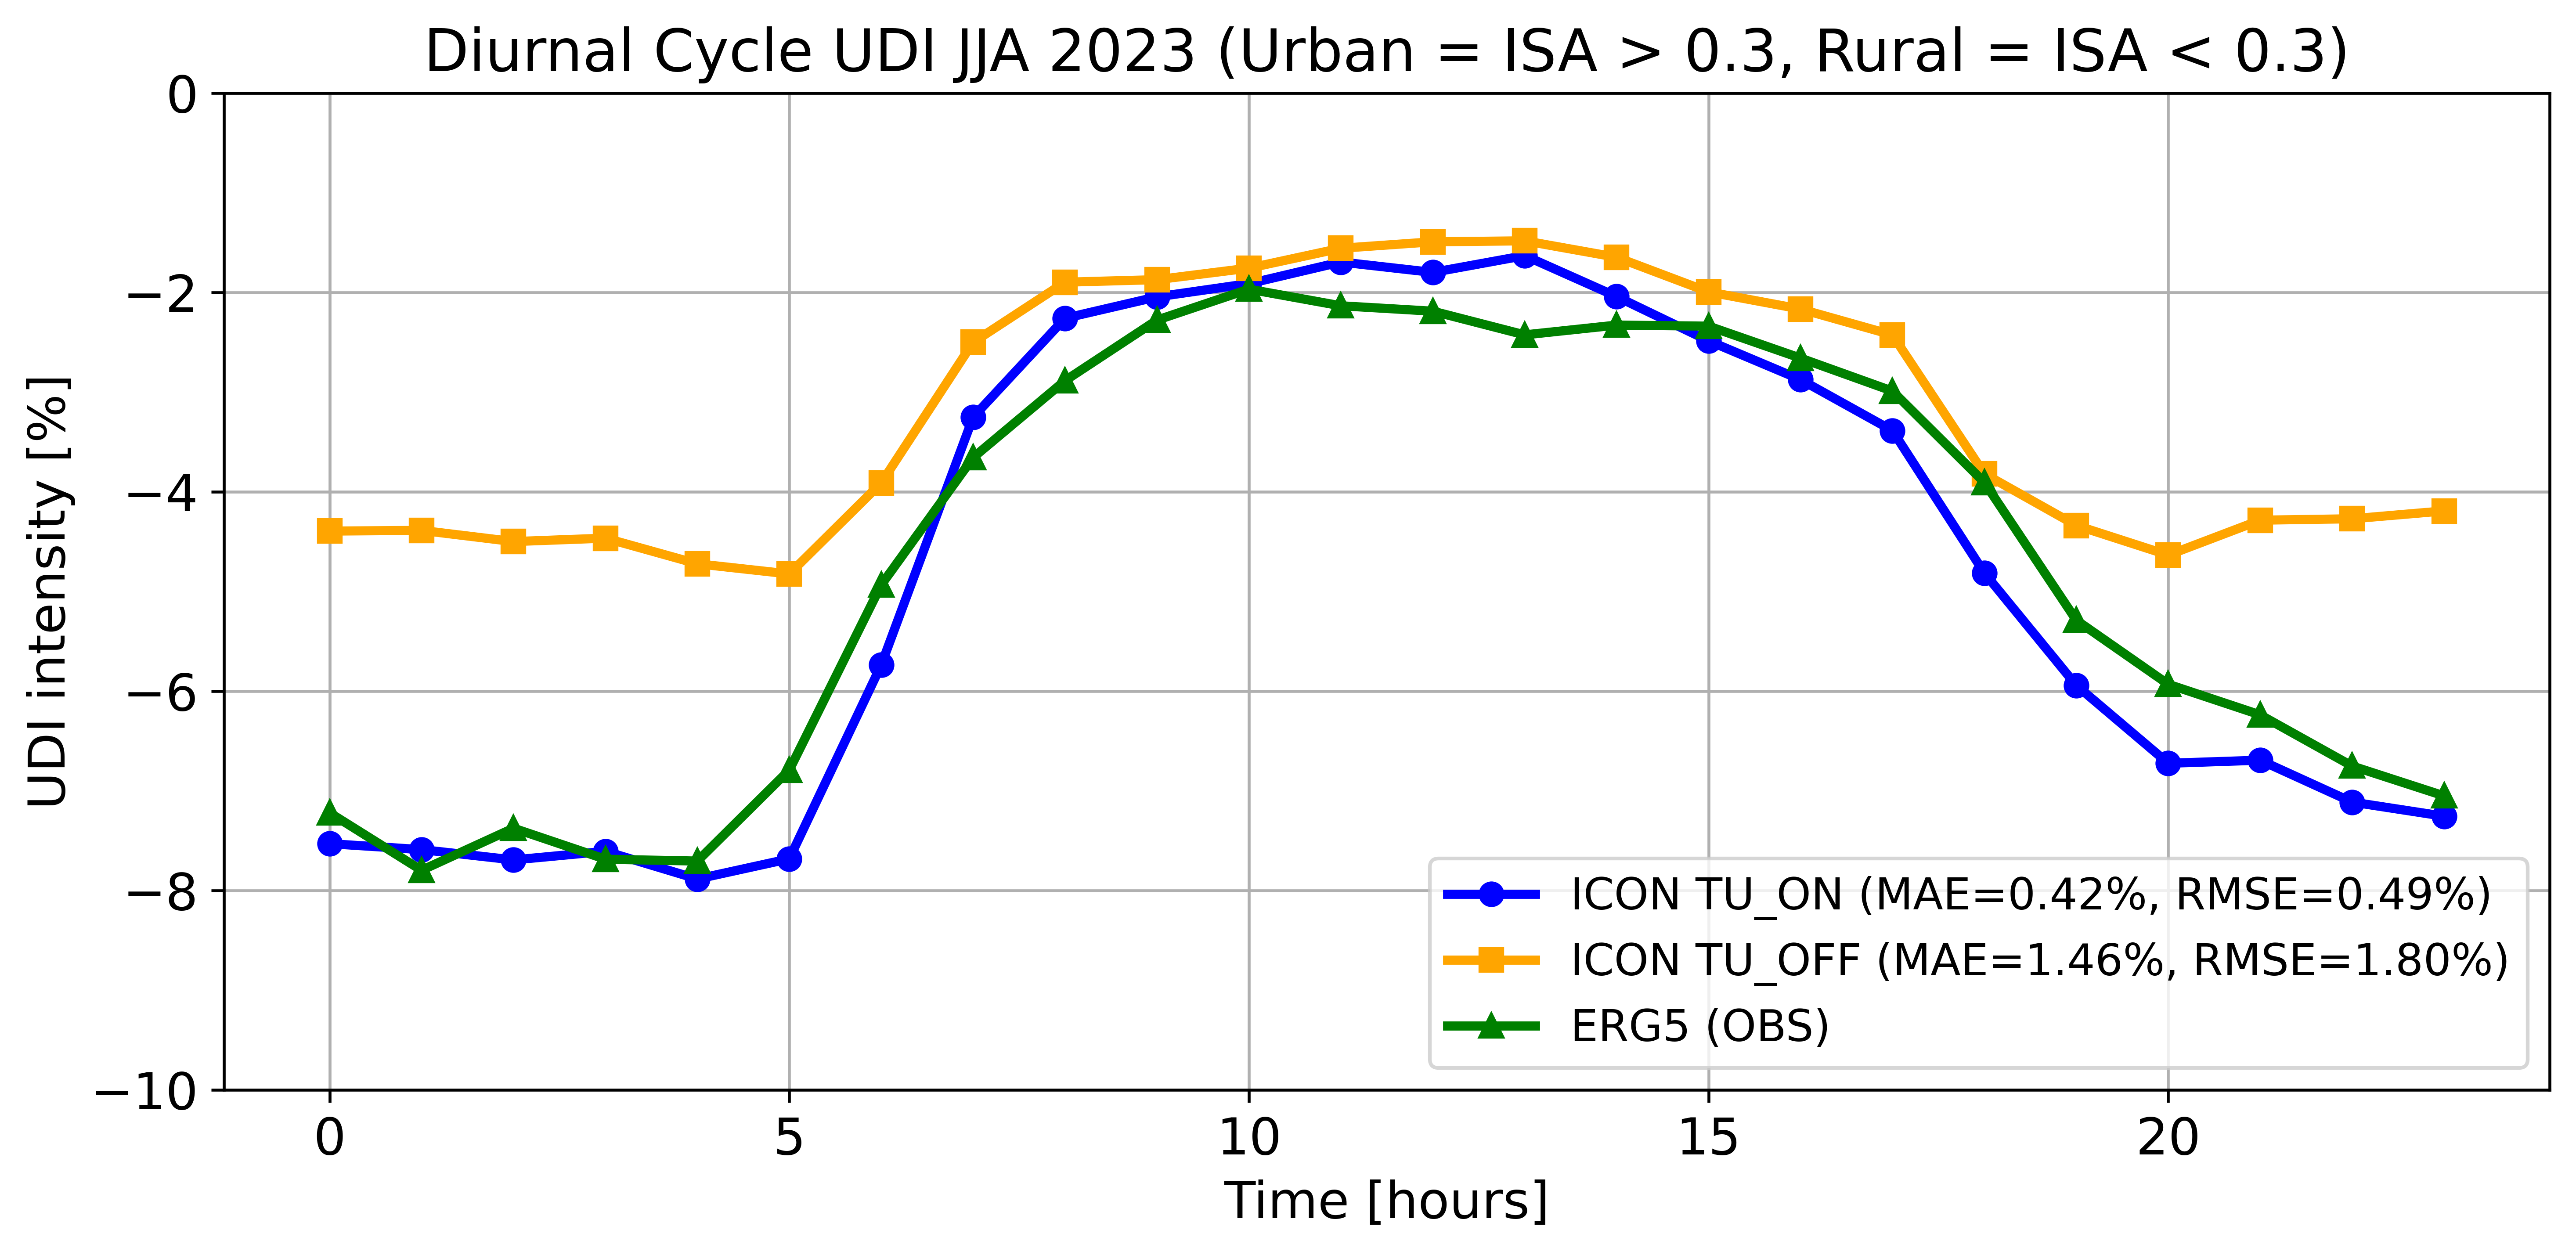 Diurnal Cycle UDI JJA 2023 (Urban = ISA > 0.3, Rural = ISA < 0.3)
UDI intensity [%]
0
−2
−4
−6
−8
−10
0 5 10 15 20
Time [hours]
ICON TU_ON (MAE=0.42%, RMSE=0.49%)
ICON TU_OFF (MAE=1.46%, RMSE=1.80%)
ERG5 (OBS)